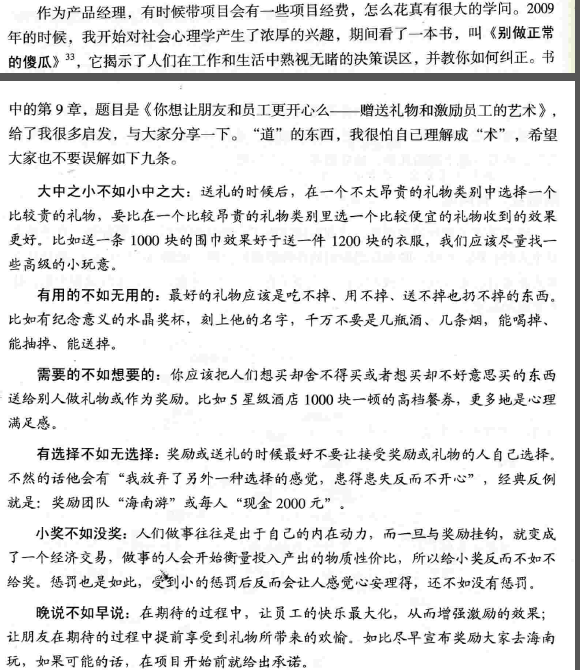 作为产品经理，有时候带项目会有一些项目经费，怎么花真有很大的学问。2009
年的时候，我开始对社会心理学产生了浓厚的兴趣，期间看了一本书，叫《别做正常
的傻瓜》33，它揭示了人们在工作和生活中熟视无睹的决策误区，并教你如何纠正。书
中的第 9 章，题目是《你想让朋友和员工更开心么——赠送礼物和激励员工的艺术》，
给了我很多启发，与大家分享一下。“道”的东西，我很怕自己理解成“术”，希望
大家也不要误解如下九条。
大中之小不如小中之大：送礼的时候后，在一个不太昂贵的礼物类别中选择一个
比较贵的礼物，要比在一个比较昂贵的礼物类别里选一个比较便宜的礼物收到的效果
更好。比如送一条 1000 块的围巾效果好于送一件 1200 块的衣服，我们应该尽量找一
些高级的小玩意。
有用的不如无用的：最好的礼物应该是吃不掉、用不掉、送不掉也扔不掉的东西。
比如有纪念意义的水晶奖杯，刻上他的名字，千万不要是几瓶酒、几条烟，能喝掉、
能抽掉、能送掉。
需要的不如想要的：你应该把人们想买却舍不得买或者想买却不好意思买的东西
送给别人做礼物或作为奖励。比如 5 星级酒店 1000 块一顿的高档餐券，更多地是心理
满足感。
有选择不如无选择：奖励或送礼的时候最好不要让接受奖励或礼物的人自己选择。
不然的话他会有“我放弃了另外一种选择的感觉，患得患失反而不开心”，经典反例
就是：奖励团队“海南游”或每人“现金 2000 元”。
小奖不如没奖：人们做事往往是出于自己的内在动力，而一旦与奖励挂钩，就变成
了一个经济交易，做事的人会开始衡量投入产出的物质性价比，所以给小奖反而不如不
给奖。惩罚也是如此，受到小的惩罚后反而会让人感觉心安理得，还不如没有惩罚。
晚说不如早说：在期待的过程中，让员工的快乐最大化，从而增强激励的效果；
让朋友在期待的过程中提前享受到礼物所带来的欢愉。如比尽早宣布奖励大家去海南
玩，如果可能的话，在项目开始前就给出承诺。